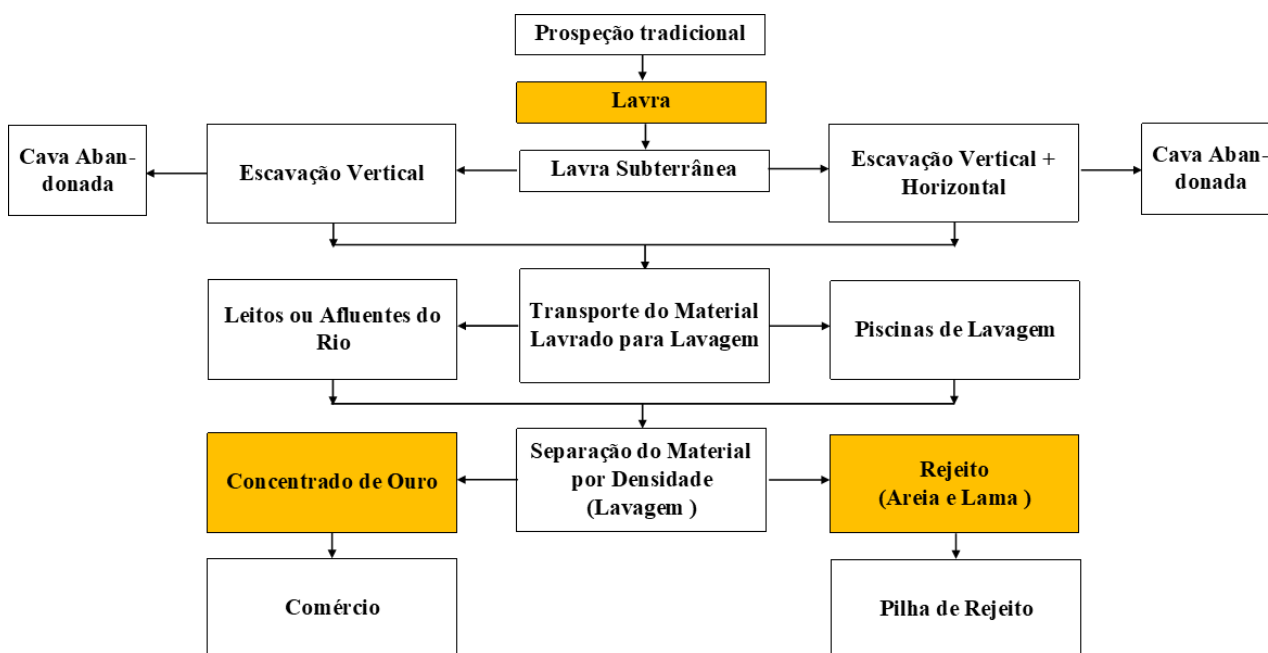 Prospeção tradicional
Lavra
Cava Aban-
donada
Escavação Vertical
Lavra Subterrânea
Escavação Vertical +
Horizontal
Cava Aban-
donada
Leitos ou Afluentes do
Rio
Transporte do Material
Lavrado para Lavagem
Piscinas de Lavagem
Concentrado de Ouro
Separação do Material
por Densidade
(Lavagem )
Rejeito
(Areia e Lama )
Comércio
Pilha de Rejeito